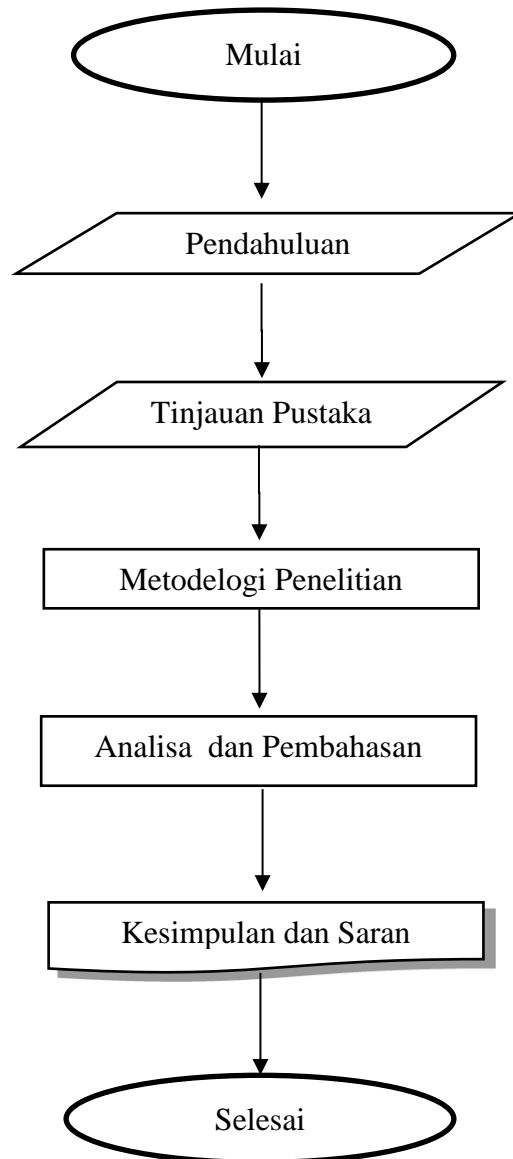 Mulai
Pendahuluan
Tinjauan Pustaka
Metodelogi Penelitian
Analisa  dan Pembahasan
Kesimpulan dan Saran
Selesai